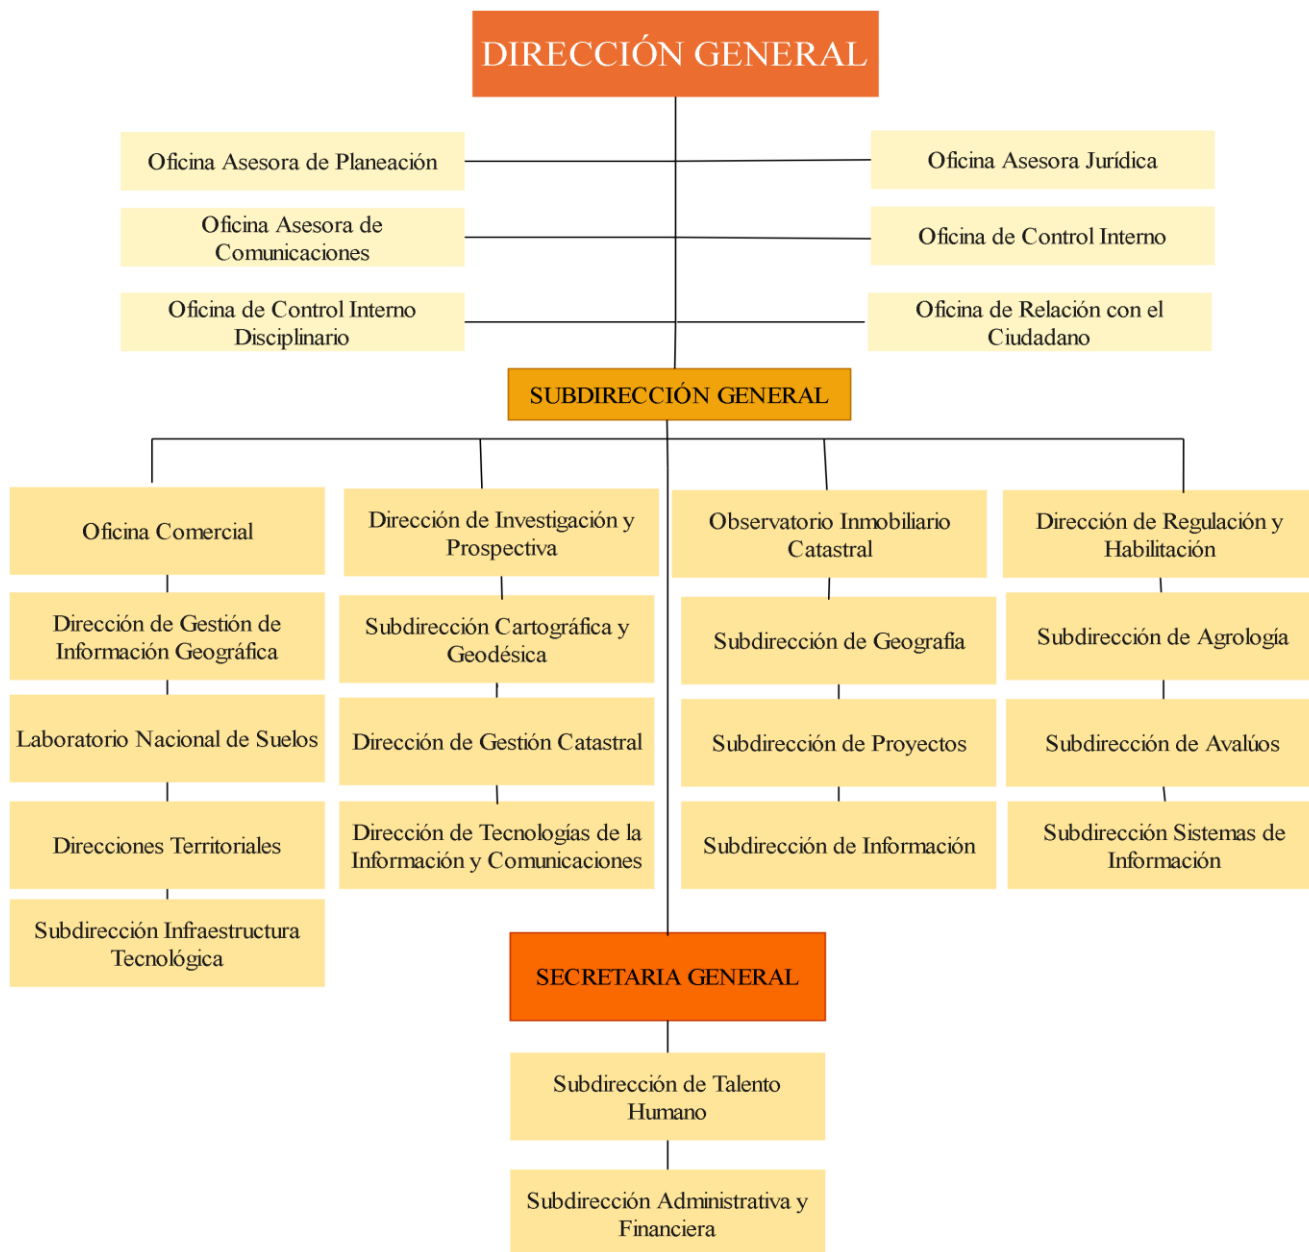 DIRECCIÓN GENERAL
Oficina Asesora de Planeación
Oficina Asesora Jurídica
Oficina Asesora de
Comunicaciones
Oficina de Control Interno
Oficina de Control Interno
Disciplinario
Oficina de Relación con el
Ciudadano
SUBDIRECCIÓN GENERAL
Oficina Comercial
Dirección de Investigación y
Prospectiva
Observatorio Inmobiliario
Catastral
Dirección de Regulación y
Habilitación
Dirección de Gestión de
Información Geográfica
Subdirección Cartográfica y
Geodésica
Subdirección de Geografía
Subdirección de Agrología
Laboratorio Nacional de Suelos
Dirección de Gestión Catastral
Subdirección de Proyectos
Subdirección de Avalúos
Direciones Territoriales
Dirección de Tecnologías de la
Información y Comunicaciones
Subdirección de Información
Subdirección Sistemas de
Información
Subdirección Infraestructura
Tecnológica
SECRETARIA GENERAL
Subdirección de Talento
Humano
Subdirección Administrativa y
Financiera